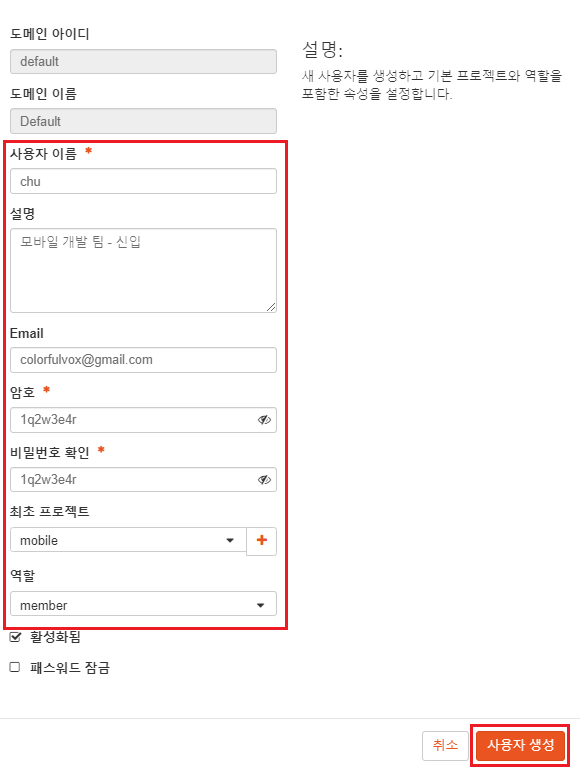 도메인 아이디
default
도메인 이름
Default
사용자 이름 *
chu
설명
모바일 개발 팀 - 신입
Email
colorfulvox@gmail.com
암호 *
1q2w3e4r
비밀번호 확인 *
1q2w3e4r
최초 프로젝트
mobile
역할
member
활성화됨
패스워드 잠금
설명:
새 사용자를 생성하고 기본 프로젝트와 역할을
포함한 속성을 설정합니다.
취소
사용자 생성